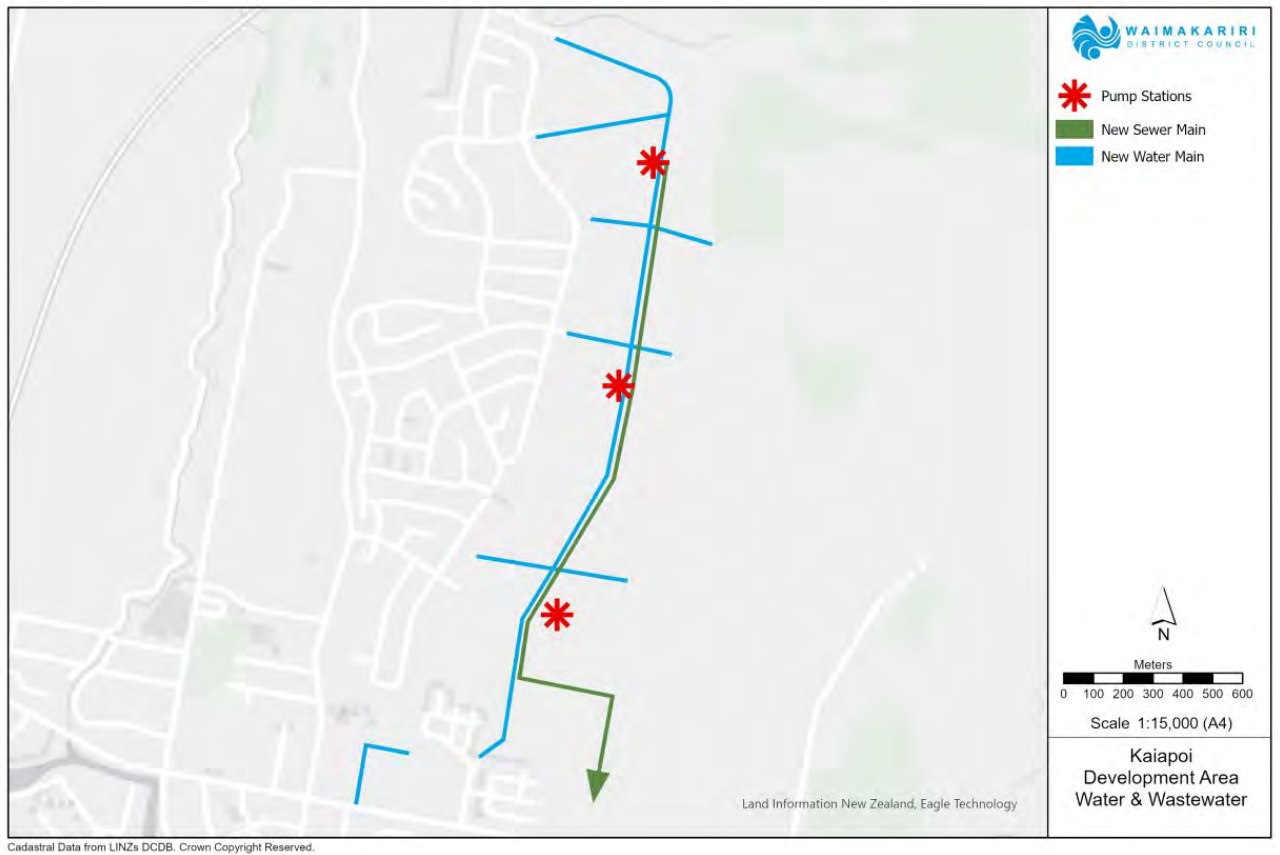 WAIMAKARIRI
DISTRICT COUNCIL
Pump Stations
New Sewer Main
New Water Main
N
Meters
0 100 200 300 400 500 600
Scale 1:15,000 (A4)
Kaiapoi
Development Area
Water & Wastewater
Land Information New Zealand, Eagle Technology
Cadastral Data from LINZs DCDB. Crown Copyright Reserved.